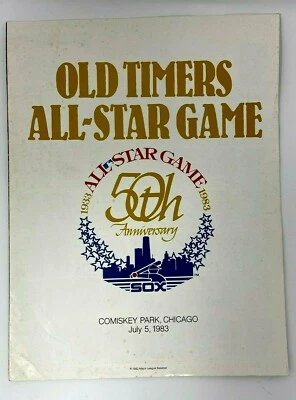 OLD TIMERS
ALL-STAR GAME
1933 ALL-STAR GAME 1983
50th
Anniversary
SOX
COMISKEY PARK, CHICAGO
July 5, 1983